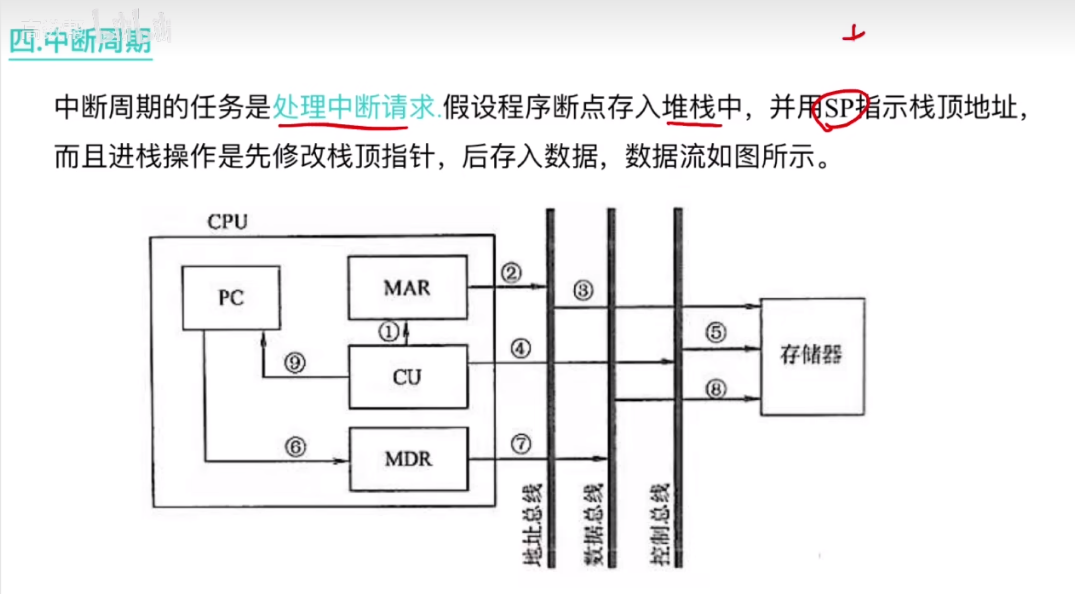 四.中断周期
中断周期的任务是处理中断请求.假设程序断点存入堆栈中，并用SP指示栈顶地址，
而且进栈操作是先修改栈顶指针，后存入数据，数据流如图所示。
CPU
PC
MAR
②
③
①
④
⑤
存储器
⑨
CU
⑧
⑥
MDR
⑦
地址总线
数据总线
控制总线